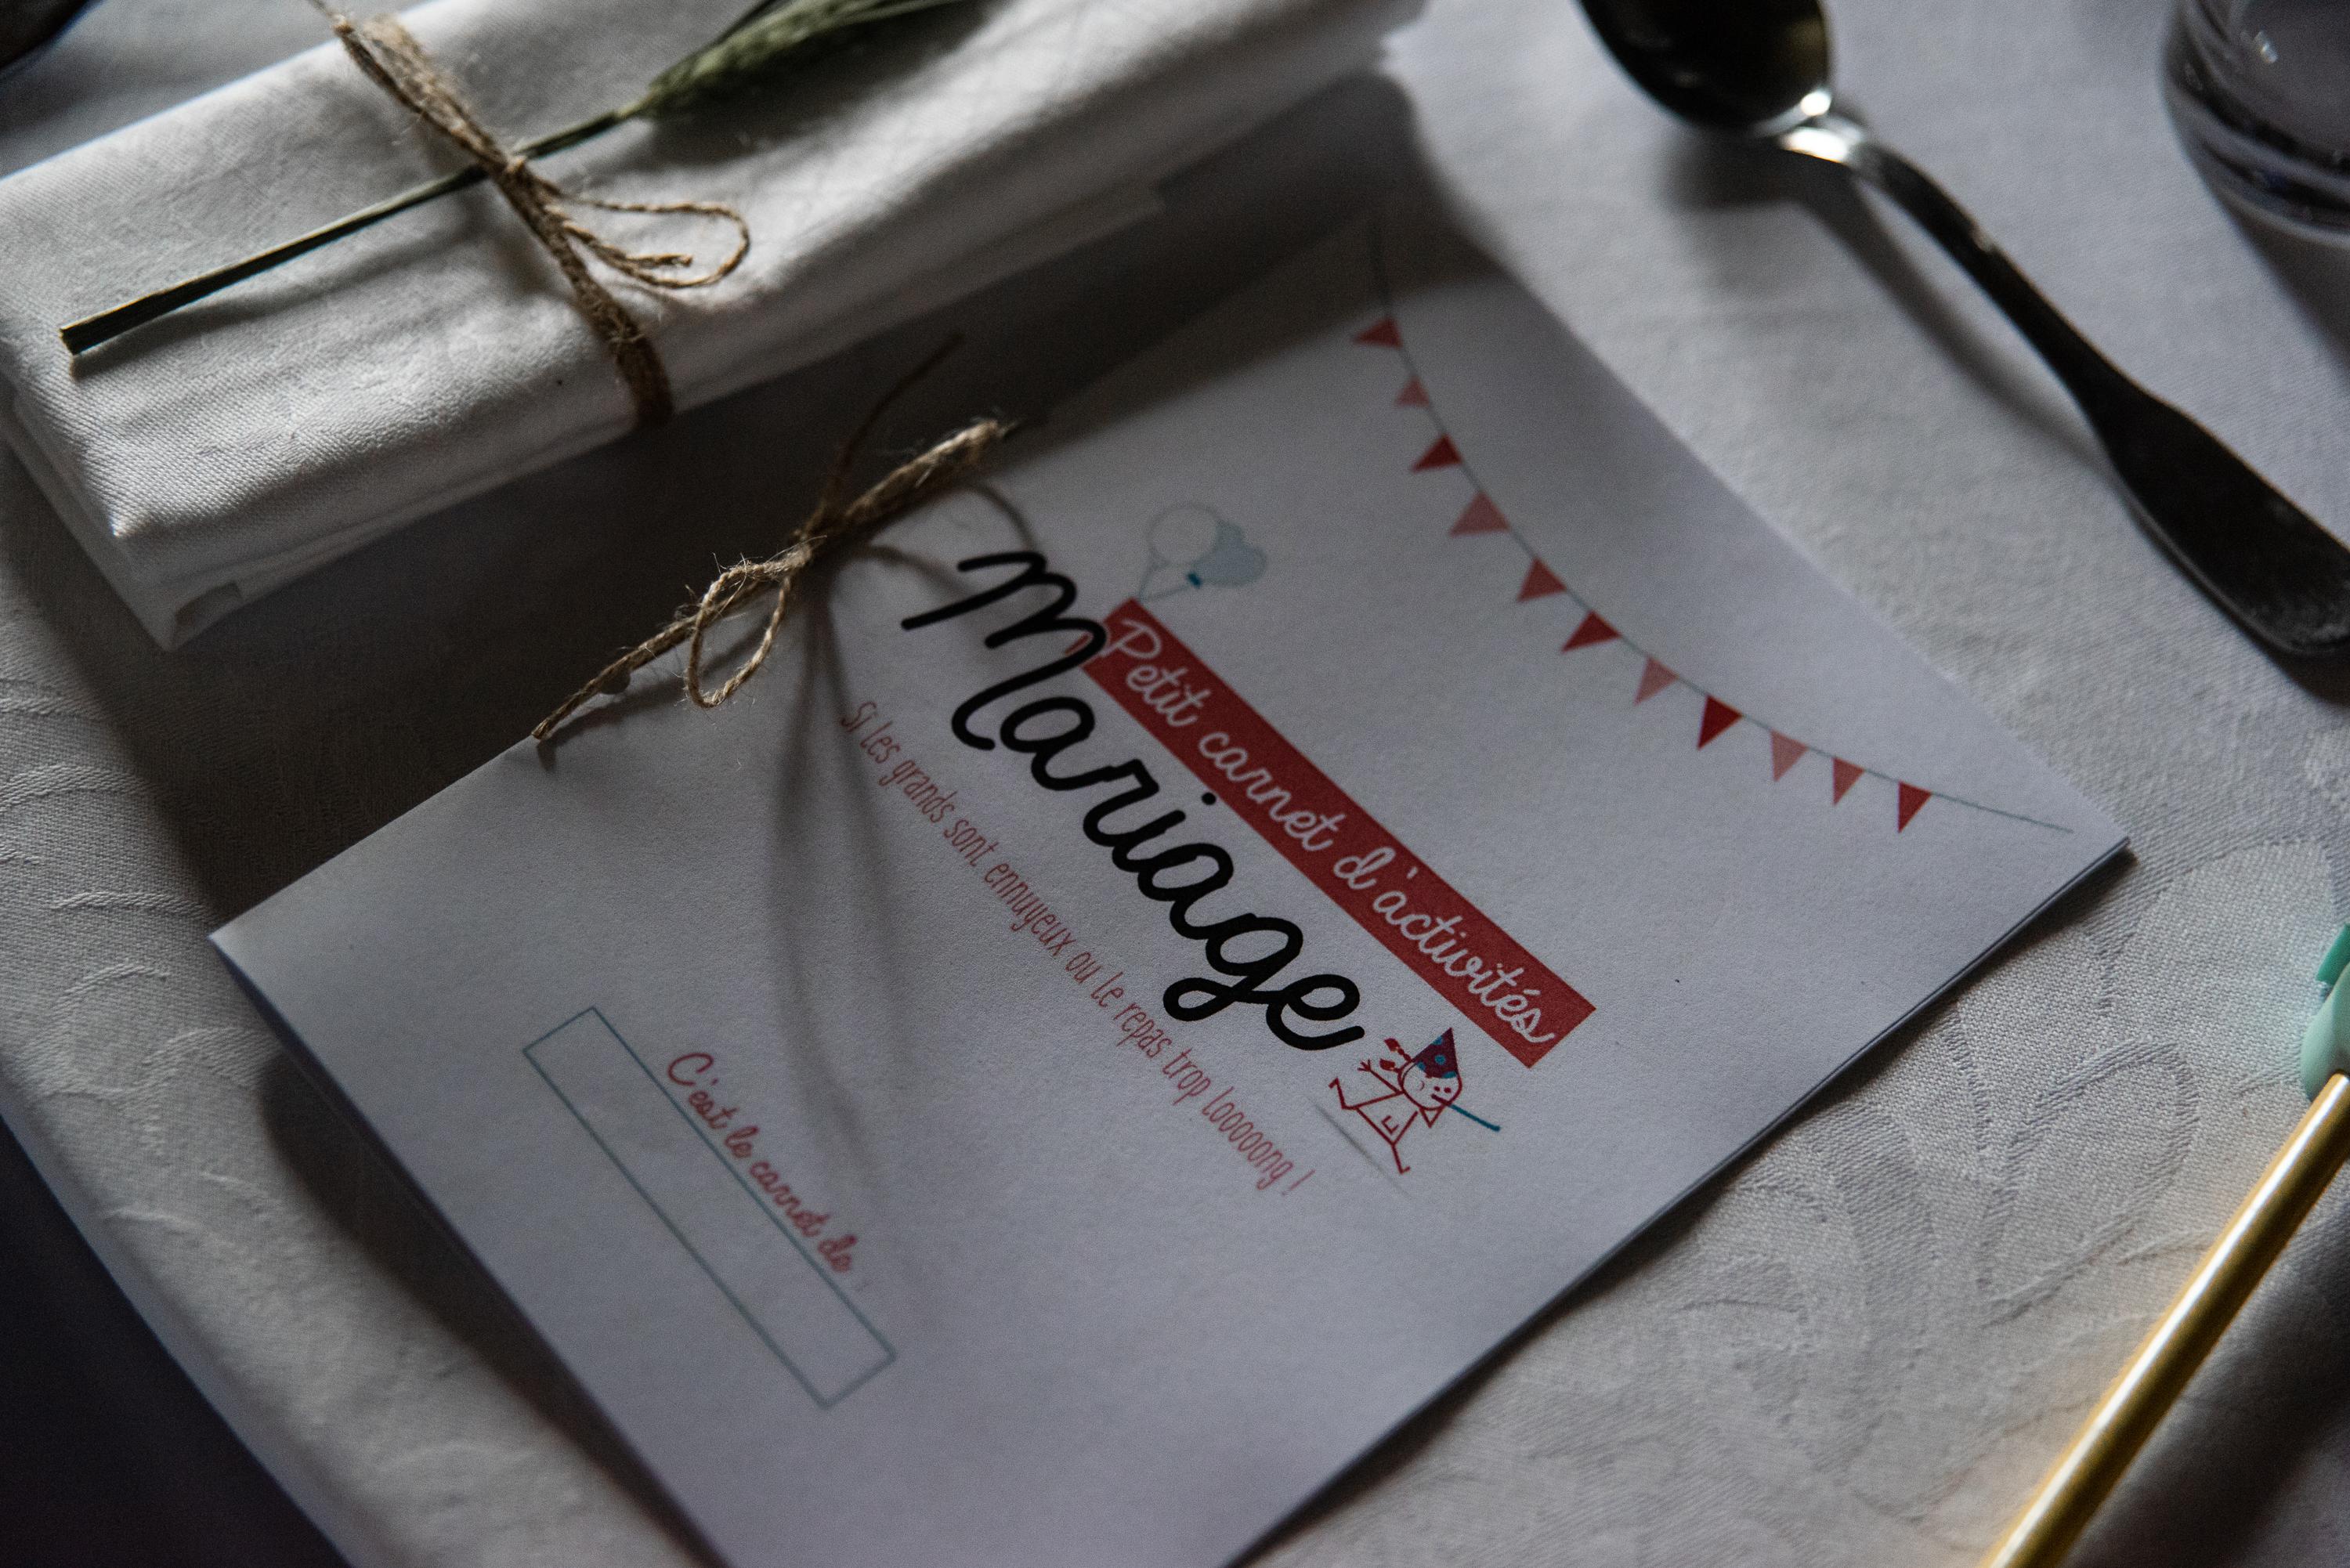 Petit carnet d'activités
Mariage
Si les grands sont ennuyeux ou le repas trop looooong !
C'est le carnet de :